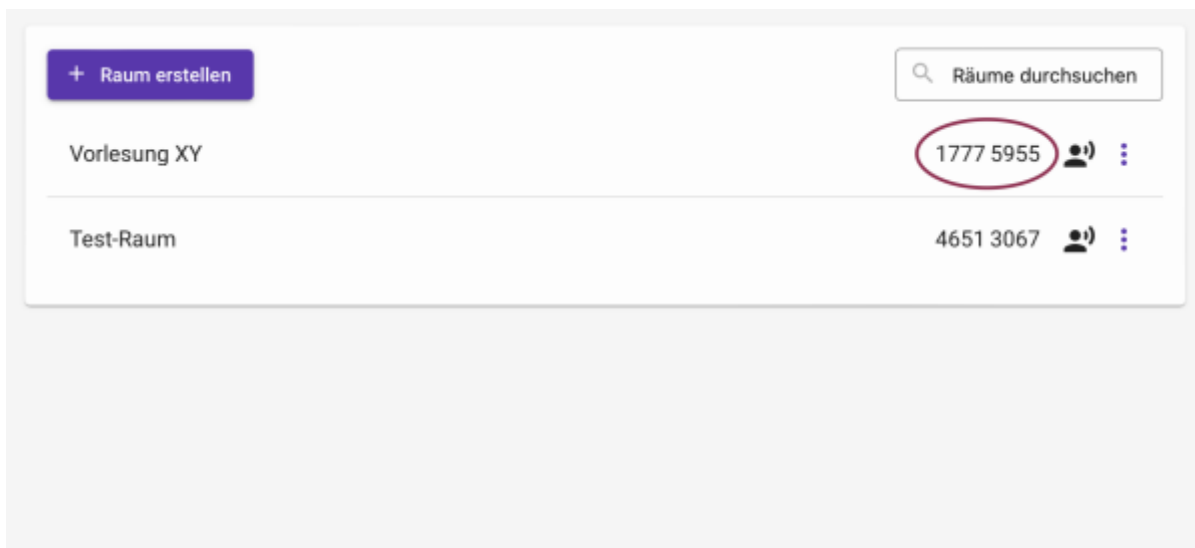 + Raum erstellen
Räume durchsuchen
Vorlesung XY 1777 5955
Test-Raum 4651 3067